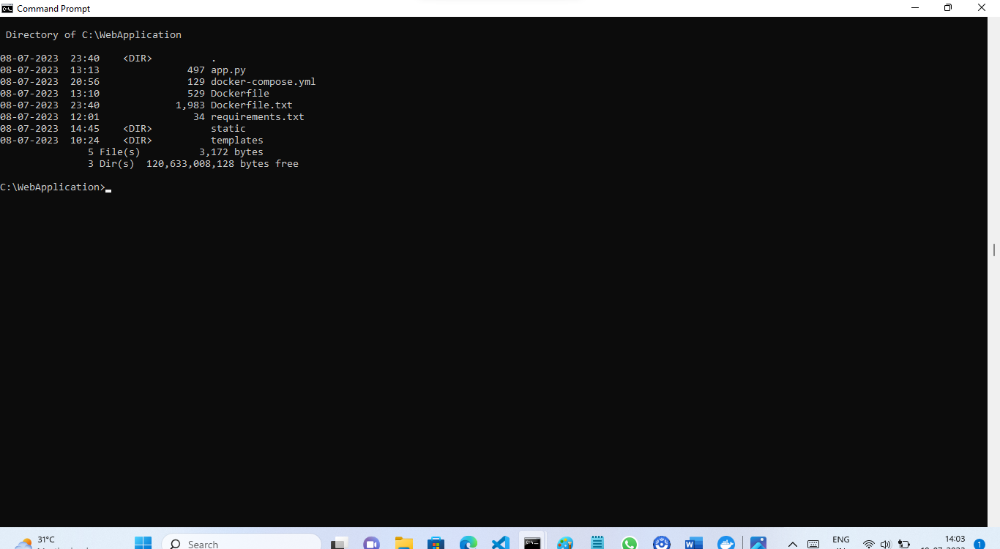 Command Prompt
Directory of C:\WebApplication
08-07-2023  23:40    <DIR>          .
08-07-2023  13:13               497 app.py
08-07-2023  20:56               129 docker-compose.yml
08-07-2023  13:10               529 Dockerfile
08-07-2023  23:40             1,983 Dockerfile.txt
08-07-2023  12:01                34 requirements.txt
08-07-2023  14:45    <DIR>          static
08-07-2023  10:24    <DIR>          templates
5 File(s)          3,172 bytes
3 Dir(s)  120,633,008,128 bytes free
C:\WebApplication>
31°C
Search
ENG
14:03
1